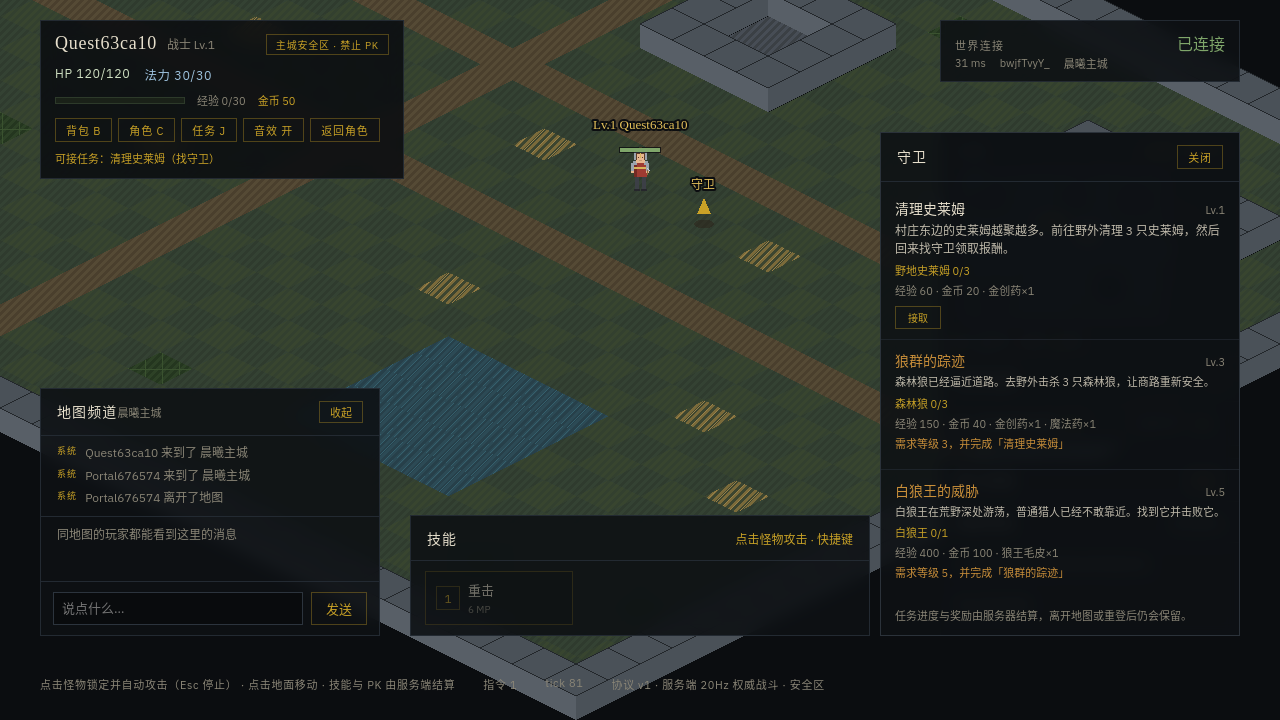 Quest63ca10 战士 Lv.1 主城安全区 · 禁止 PK
HP 120/120 法力 30/30
经验 0/30 金币 50
背包 B 角色 C 任务 J 音效 开 返回角色
可接任务：清理史莱姆（找守卫）
世界连接 已连接
31 ms bwjfTvyY_ 晨曦主城
Lv.1 Quest63ca10
守卫
守卫 关闭
清理史莱姆 Lv.1
村庄东边的史莱姆越聚越多。前往野外清理 3 只史莱姆，然后
回来找守卫领取报酬。
野地史莱姆 0/3
经验 60 · 金币 20 · 金创药×1
接取
狼群的踪迹 Lv.3
森林狼已经逼近道路。去野外击杀 3 只森林狼，让商路重新安全。
森林狼 0/3
经验 150 · 金币 40 · 金创药×1 · 魔法药×1
需求等级 3，并完成「清理史莱姆」
白狼王的威胁 Lv.5
白狼王在荒野深处游荡，普通猎人已经不敢靠近。找到它并击败它。
白狼王 0/1
经验 400 · 金币 100 · 狼王毛皮×1
需求等级 5，并完成「狼群的踪迹」
任务进度与奖励由服务器结算，离开地图或重登后仍会保留。
地图频道 晨曦主城 收起
系统 Quest63ca10 来到了 晨曦主城
系统 Portal676574 来到了 晨曦主城
系统 Portal676574 离开了地图
同地图的玩家都能看到这里的消息
说点什么... 发送
技能 点击怪物攻击 · 快捷键
1 重击
6 MP
点击怪物锁定并自动攻击（Esc 停止） · 点击地面移动 · 技能与 PK 由服务端结算 指令 1 tick 81 协议 v1 · 服务端 20Hz 权威战斗 · 安全区